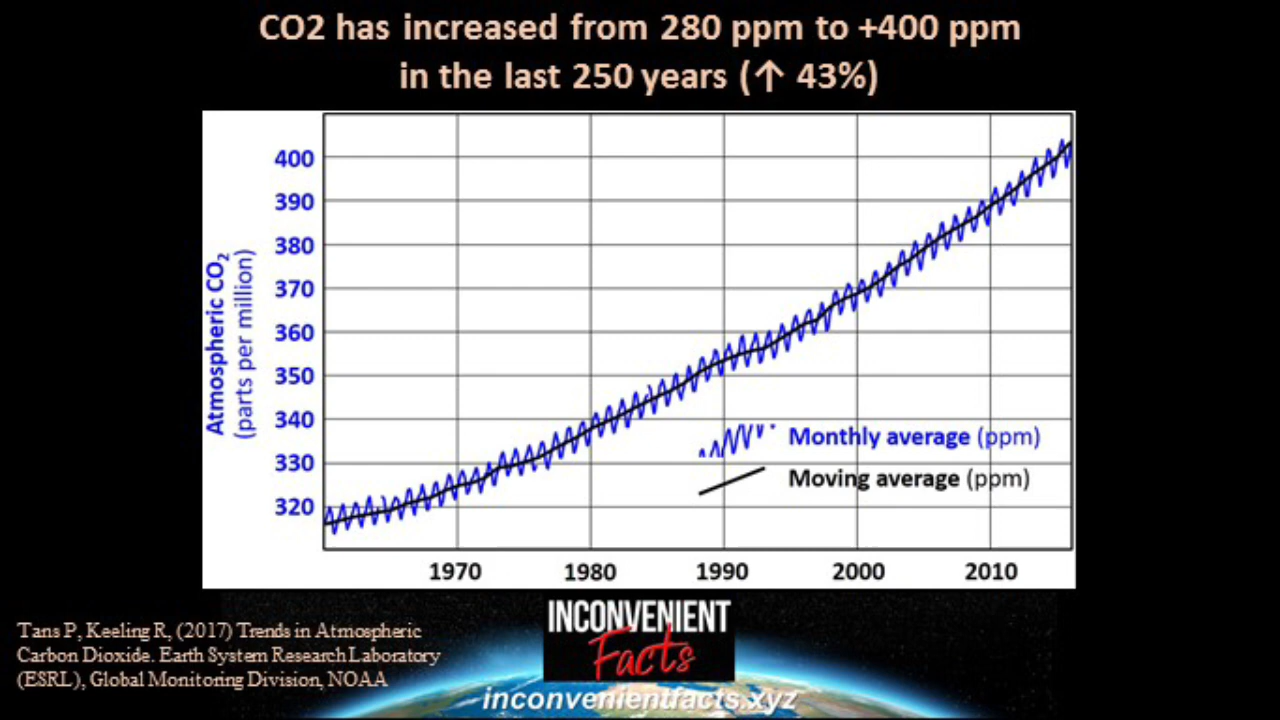 CO2 has increased from 280 ppm to +400 ppm
in the last 250 years (↑ 43%)
Atmospheric CO₂
(parts per million)
400
390
380
370
360
350
340
330
320
Monthly average (ppm)
Moving average (ppm)
1970 1980 1990 2000 2010
Tans P, Keeling R, (2017) Trends in Atmospheric
Carbon Dioxide. Earth System Research Laboratory
(ESRL), Global Monitoring Division, NOAA
INCONVENIENT
Facts
inconvenientfacts.xyz